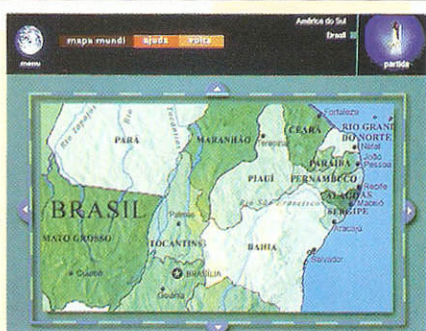 América do Sul
Brasil
menu
mapa mundi
ajuda
volta
partida
Fortaleza
CEARÁ
RIO GRANDE
DO NORTE
Natal
MARANHÃO
Teresina
PARÁ
Rio Tapajós
Rio
Tocantins
PARAÍBA
João
Pessoa
PIAUÍ
PERNAMBUCO
Recife
ALAGOAS
Maceió
SERGIPE
Aracaju
Rio São Francisco
BRASIL
Palmas
TOCANTINS
MATO GROSSO
BAHIA
Salvador
Cuiabá
BRASÍLIA
Goiânia